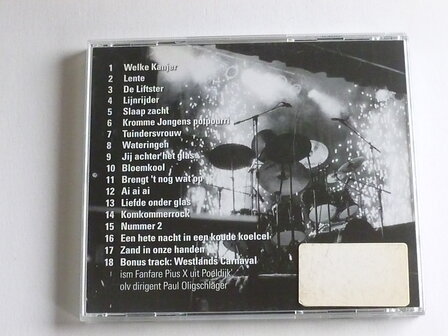 1 Welke Kanjer
2 Lente
3 De Liftster
4 Lijnrijder
5 Slaap zacht
6 Kromme Jongens potpourri
7 Tuindersvrouw
8 Wateringen
9 Jij achter het glas
10 Bloemkool
11 Brengt 't nog wat op
12 Ai ai ai
13 Liefde onder glas
14 Komkommerrock
15 Nummer 2
16 Een hete nacht in een koude koelcel
17 Zand in onze handen
18 Bonus track: Westlands Carnaval
ism Fanfare Pius X uit Poeldijk
olv dirigent Paul Oligschläger